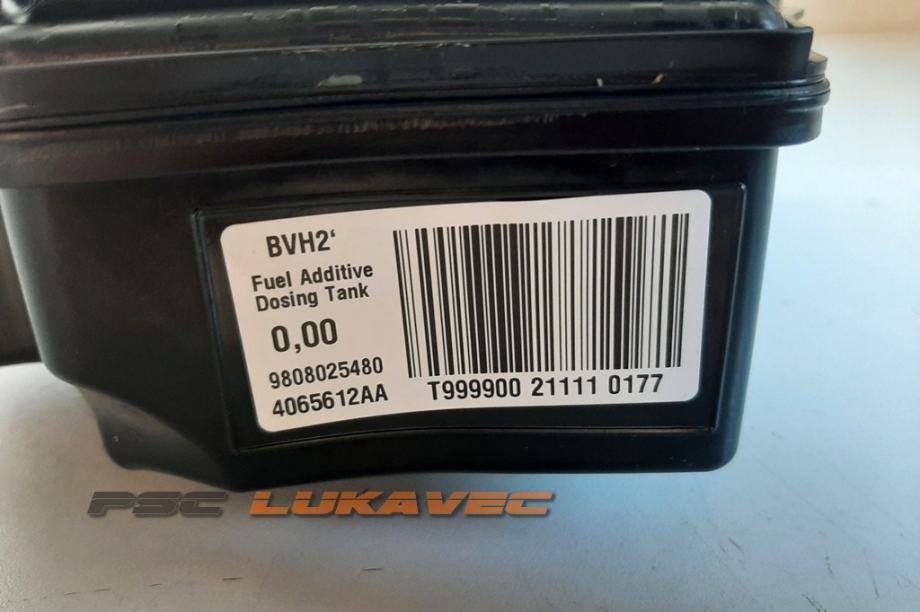 BVH2'
Fuel Additive
Dosing Tank
0,00
9808025480
4065612AA
T999900 21111 0177
PSC LUKAVEC